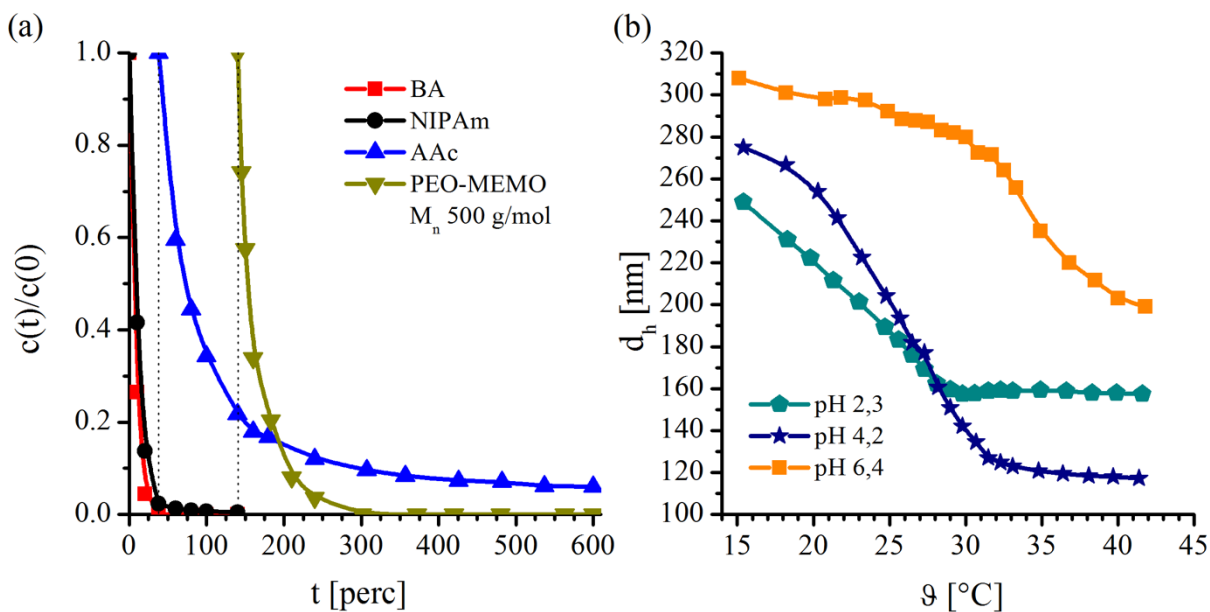 (a)
1.0
0.8
0.6
0.4
0.2
0.0
c(t)/c(0)
BA
NIPAm
AAc
PEO-MEMO
Mn 500 g/mol
0 100 200 300 400 500 600
t [perc]
(b)
320
300
280
260
240
220
200
180
160
140
120
100
dh [nm]
pH 2,3
pH 4,2
pH 6,4
15 20 25 30 35 40 45
ϑ [°C]